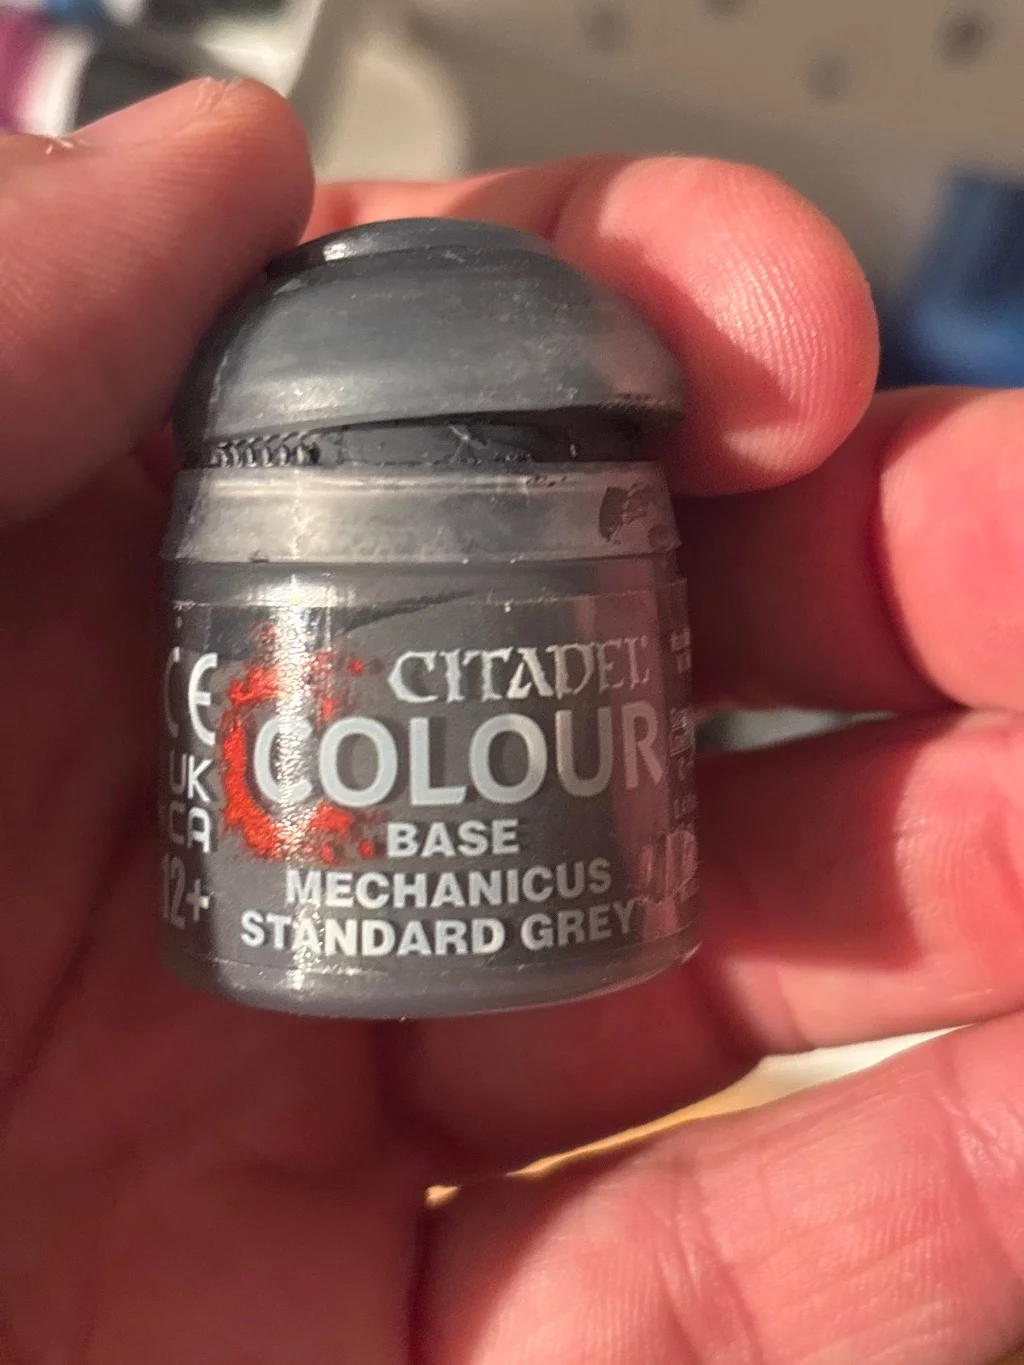 CITADEL
COLOUR
BASE
MECHANICUS
STANDARD GREY
CE
UK
CA
12+